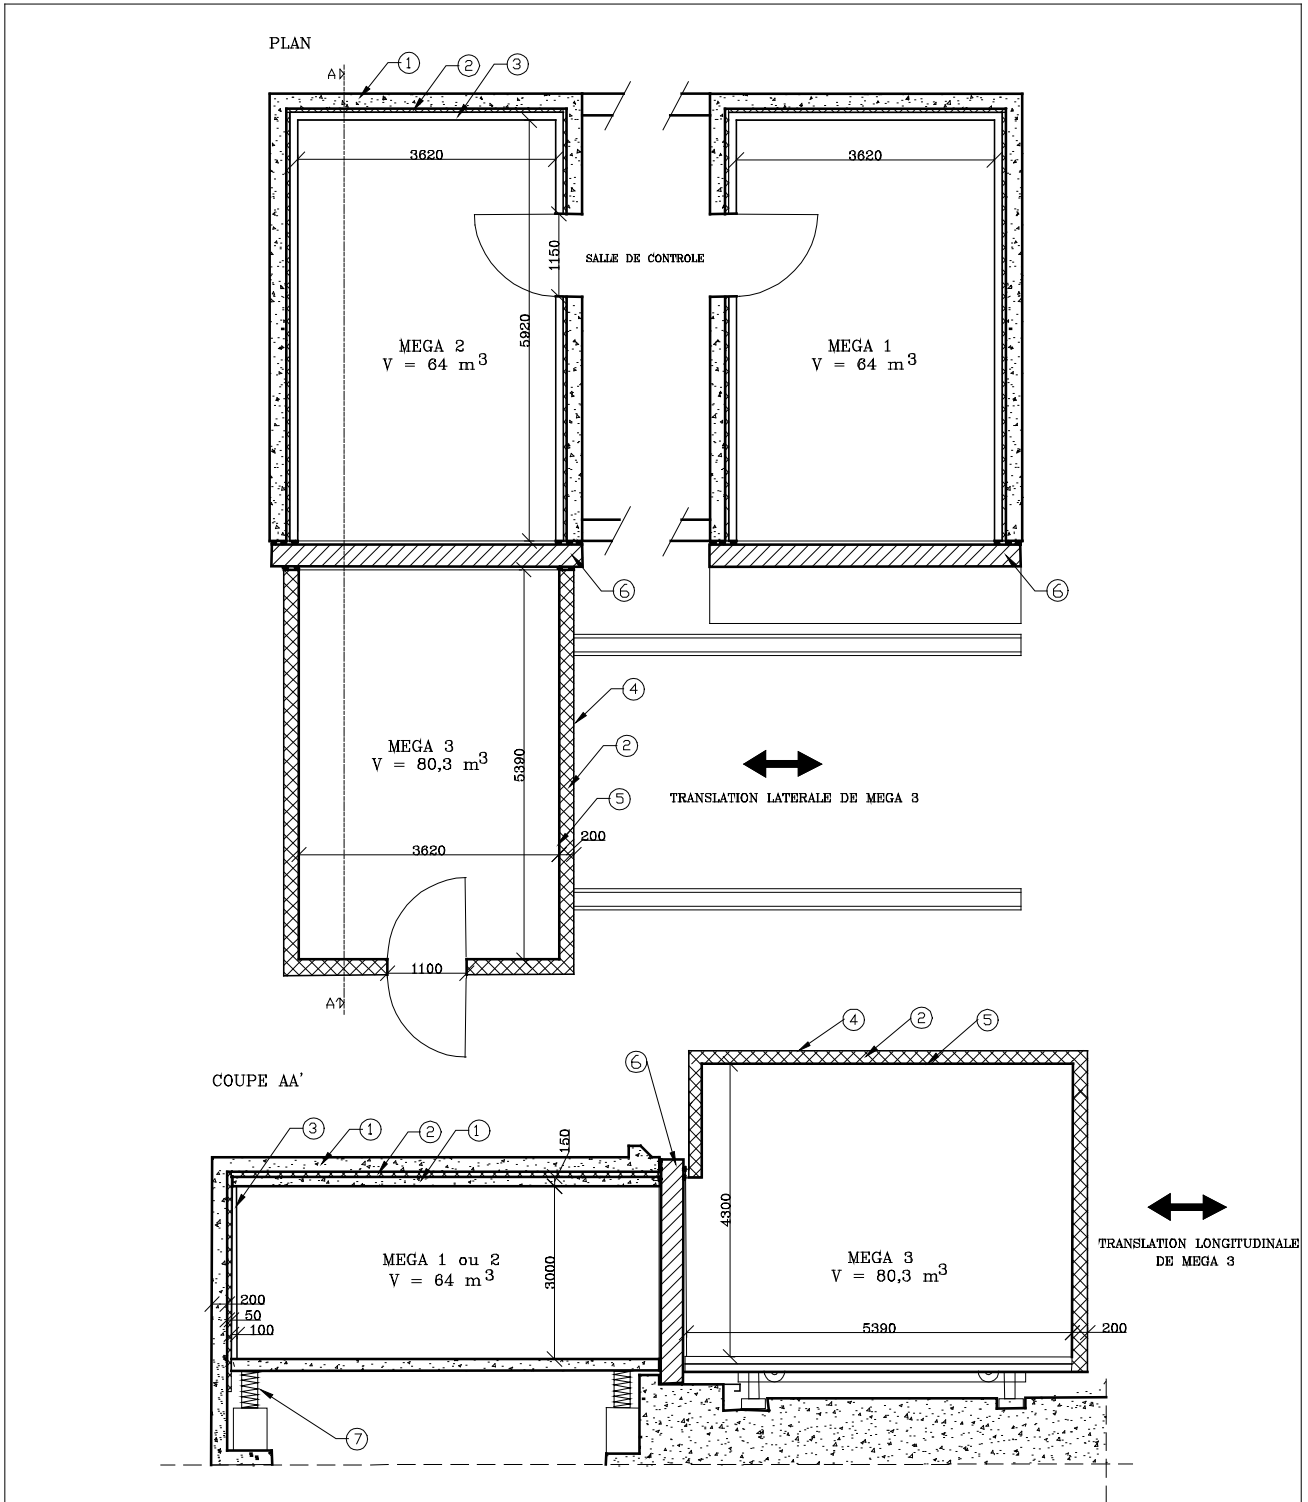 PLAN
A
1
2
3
3620
3620
1150
SALLE DE CONTROLE
5920
MEGA 2
V = 64 m³
MEGA 1
V = 64 m³
6
6
4
2
5
MEGA 3
V = 80,3 m³
5390
TRANSLATION LATERALE DE MEGA 3
200
3620
1100
A
COUPE AA'
6
4
2
5
3
1
2
1
150
4300
MEGA 1 ou 2
V = 64 m³
3000
MEGA 3
V = 80,3 m³
TRANSLATION LONGITUDINALE
DE MEGA 3
200
50
100
5390
200
7